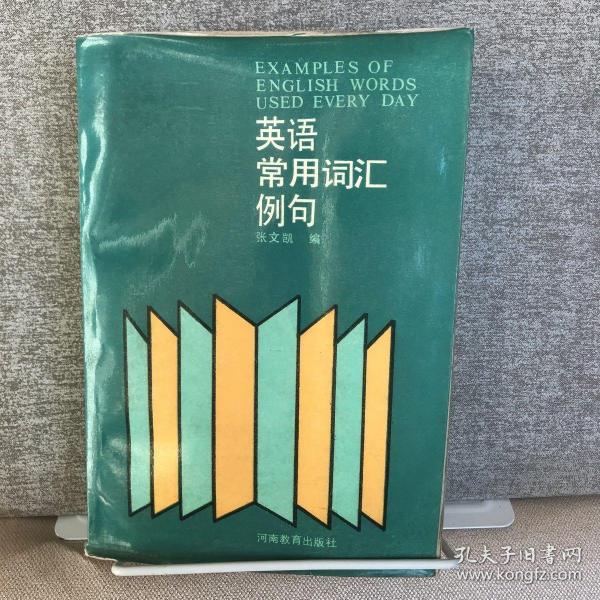 EXAMPLES OF
ENGLISH WORDS
USED EVERY DAY
英语
常用词汇
例句
张文凯 编
河南教育出版社
孔夫子旧书网
www.kongfz.com